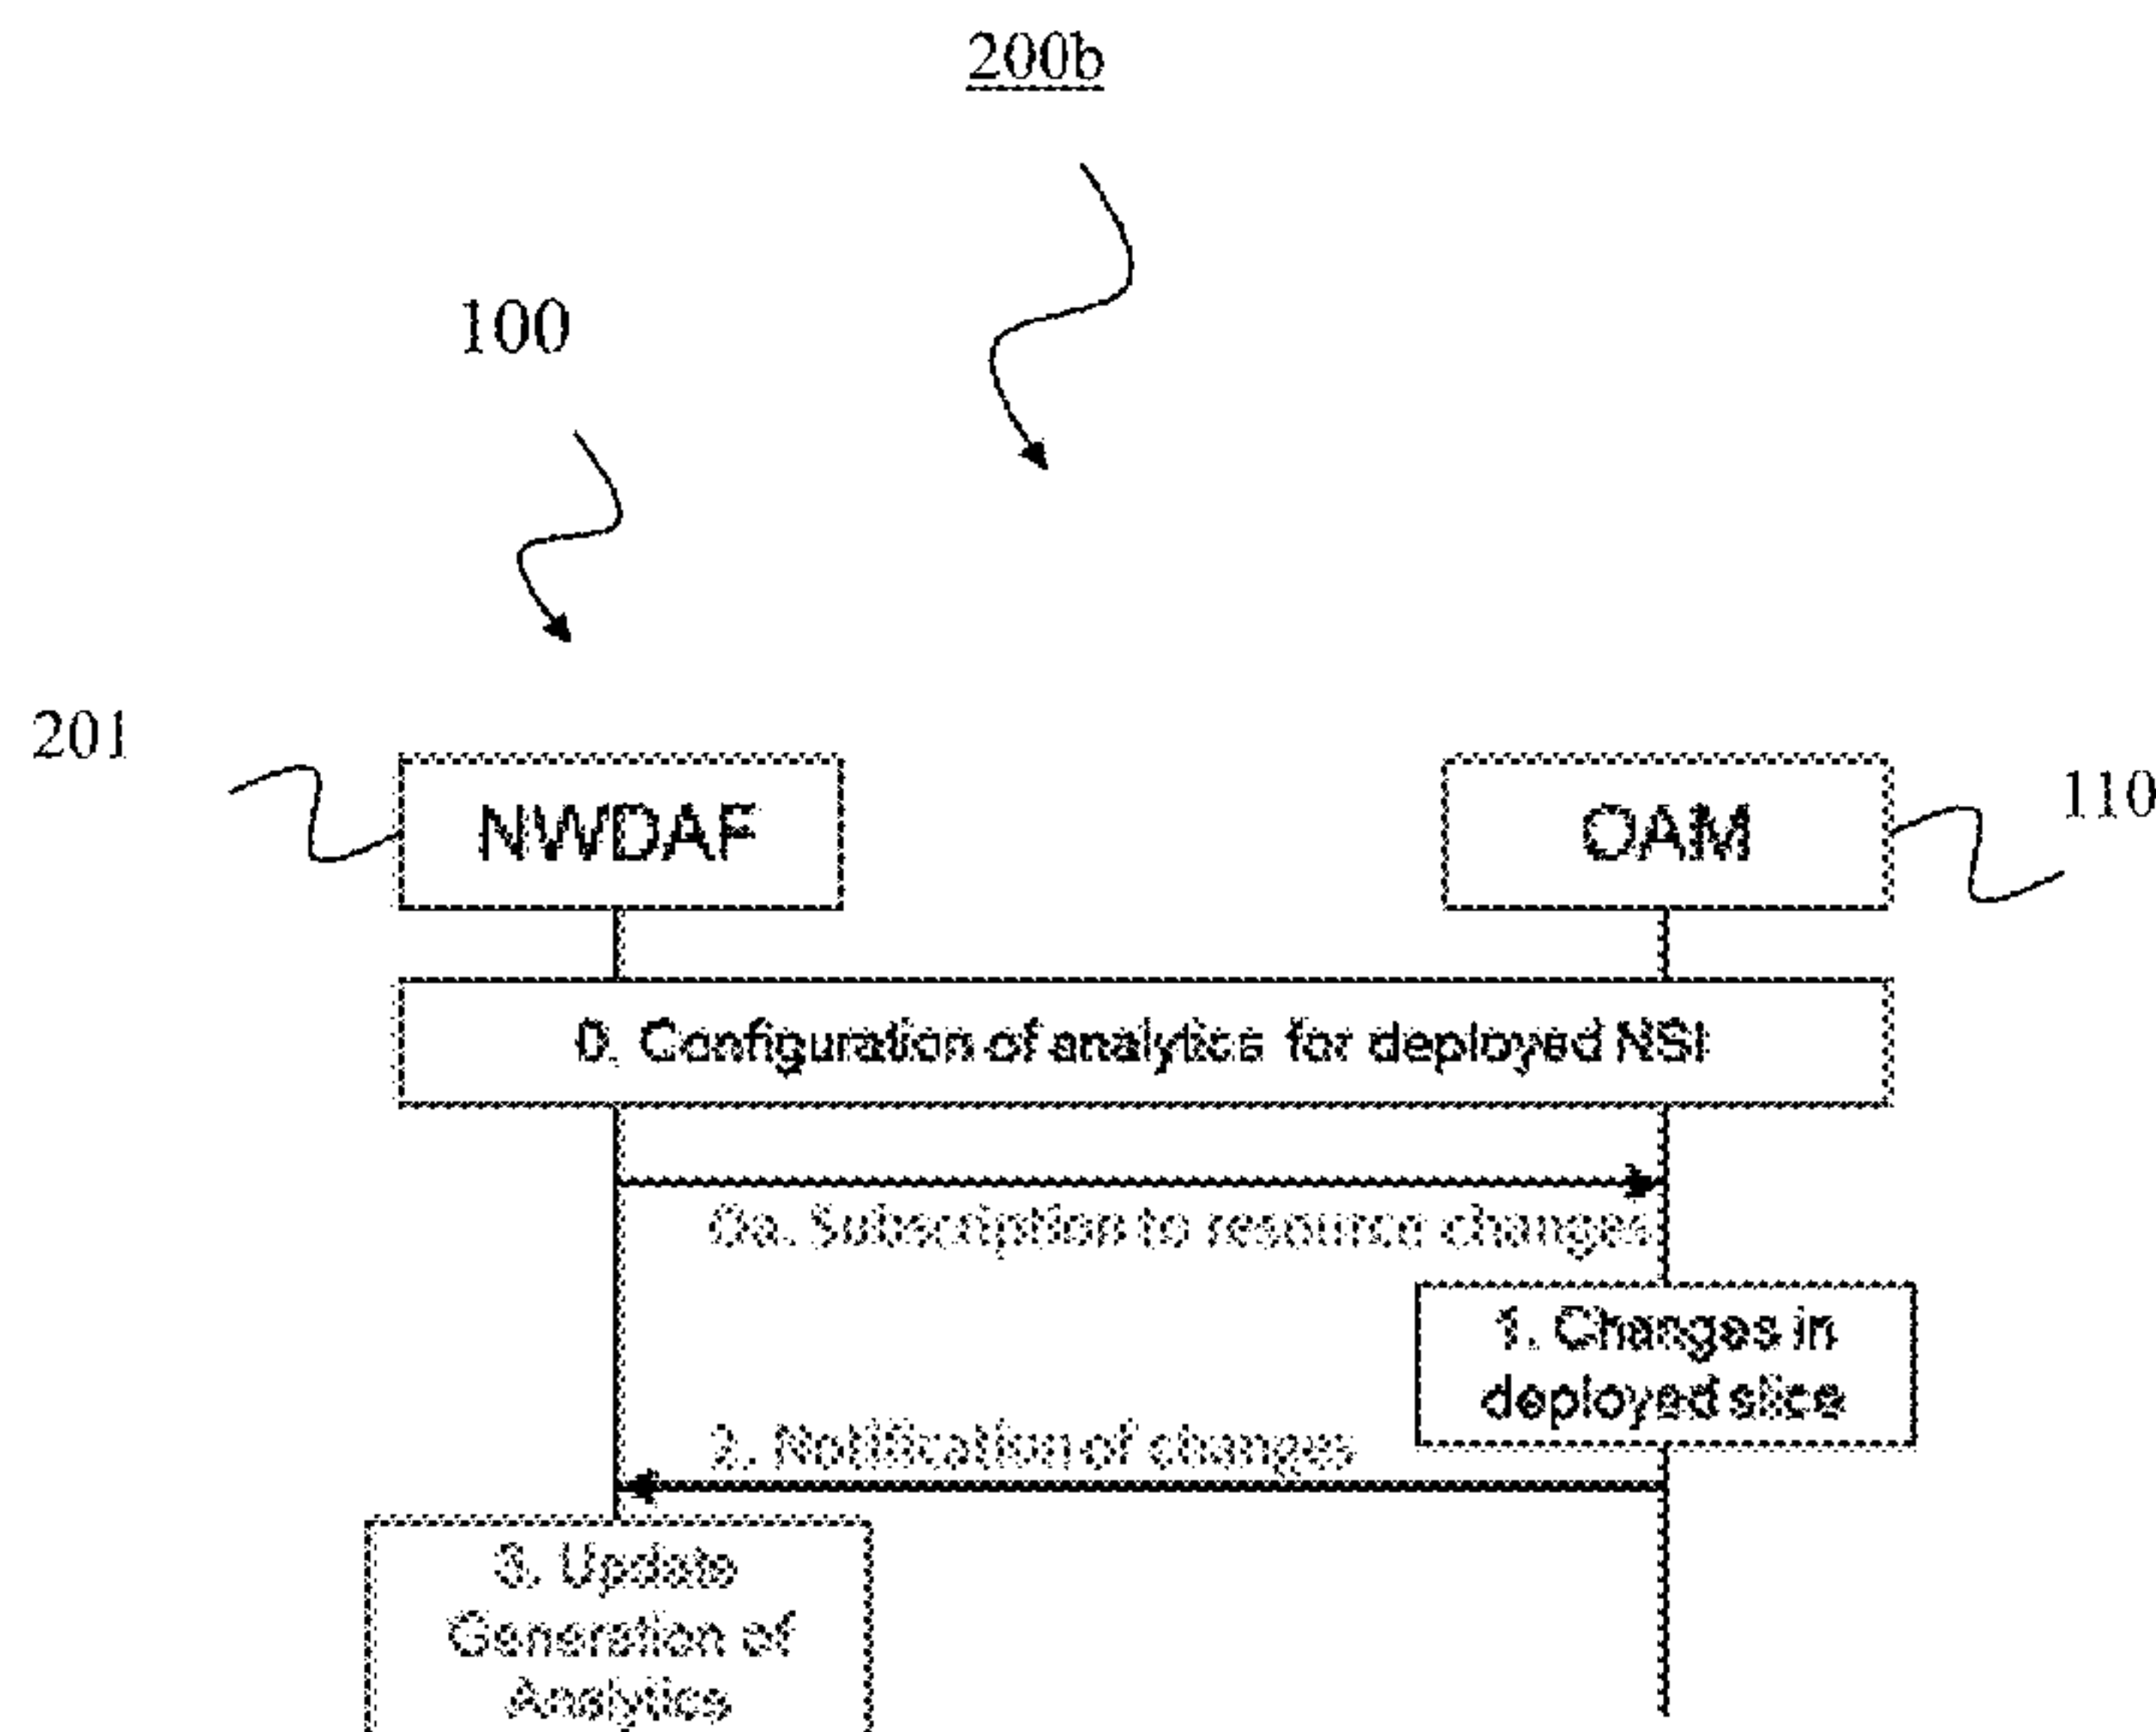 200b
100
201
110
NWDAF
OAM
0. Configuration of analytics for deployed NSI
0a. Subscription to resource changes
1. Changes in
deployed slice
2. Notification of changes
3. Update
Generation of
Analytics